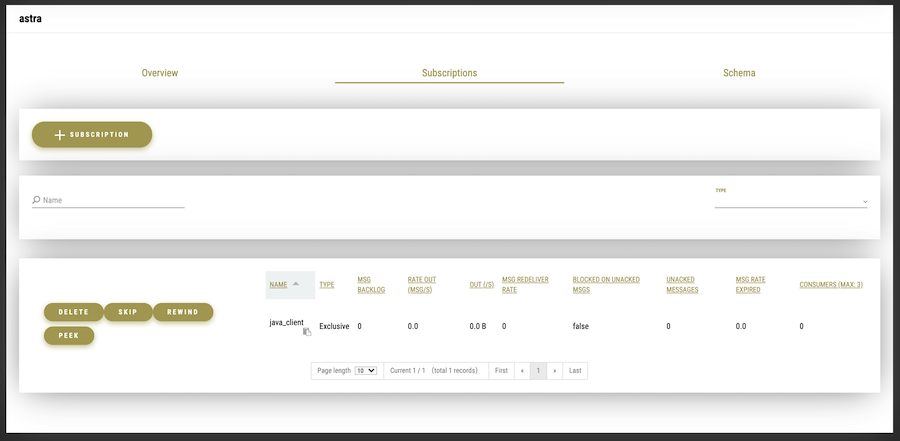 astra
Overview Subscriptions Schema
SUBSCRIPTION
Name
TYPE
NAME TYPE MSG BACKLOG RATE OUT (MSG/S) OUT (/S) MSG REDELIVER RATE BLOCKED ON UNACKED MSGS UNACKED MESSAGES MSG RATE EXPIRED CONSUMERS (MAX: 3)
DELETE SKIP REWIND
PEEK
java_client Exclusive 0 0.0 0.0 B 0 false 0 0.0 0
Page length 10 Current 1 / 1 (total 1 records) First « 1 » Last